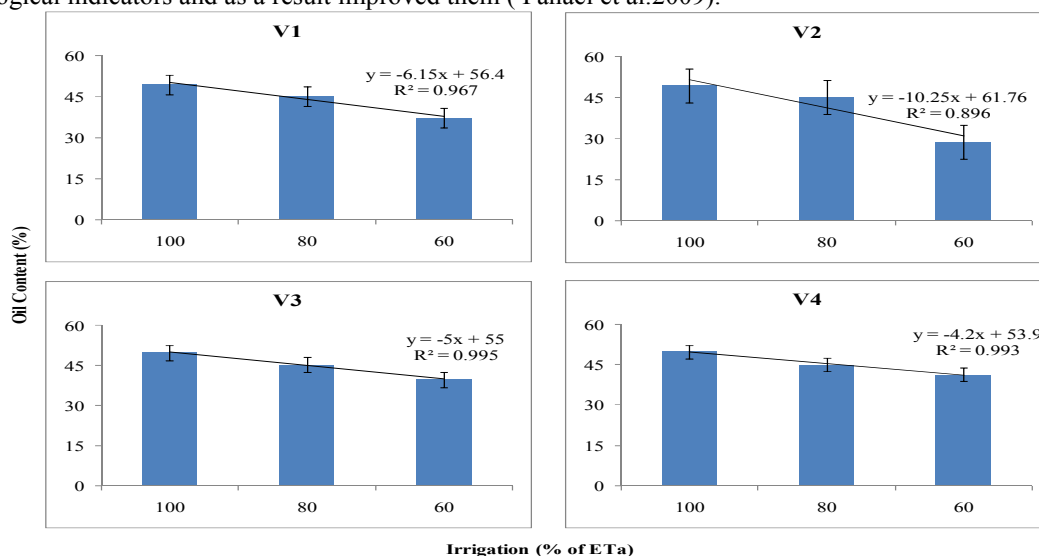 ological indicators and as a result improved them ( Panaei et al.2009).
V1
60
45
30
15
0
y = -6.15x + 56.4
R² = 0.967
100 80 60
V2
60
45
30
15
0
y = -10.25x + 61.76
R² = 0.896
100 80 60
Oil Content (%)
V3
60
45
30
15
0
y = -5x + 55
R² = 0.995
100 80 60
V4
60
45
30
15
0
y = -4.2x + 53.9
R² = 0.993
100 80 60
Irrigation (% of ETa)